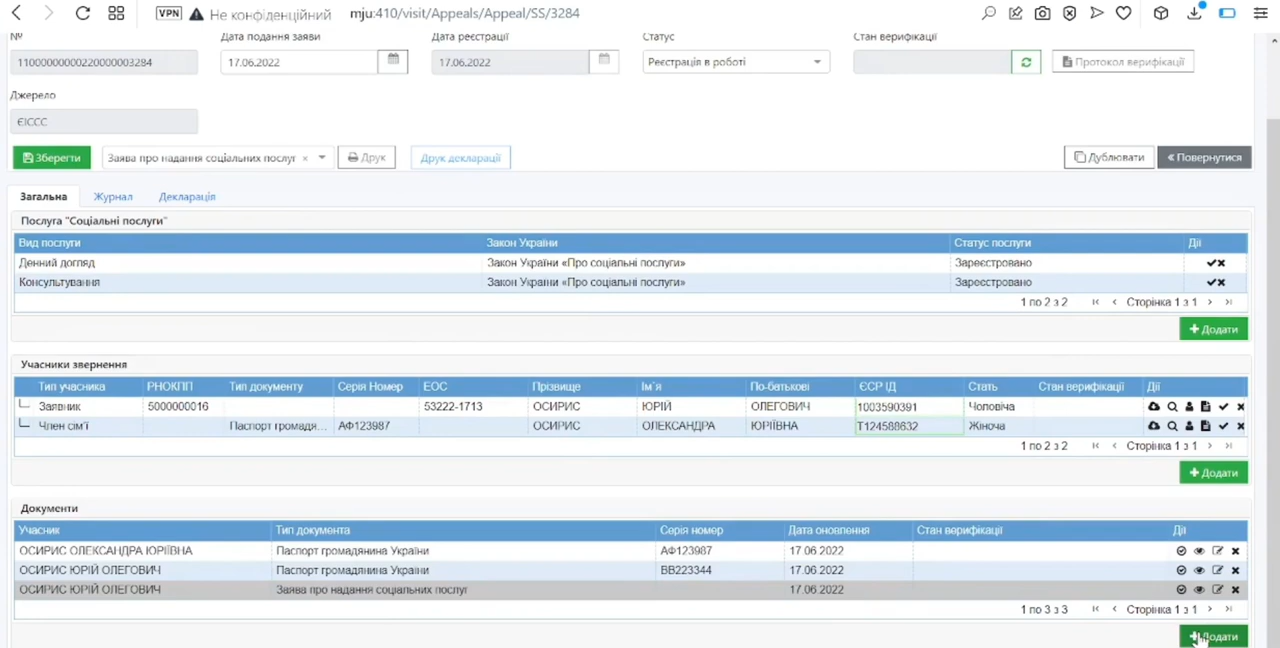 VPN Не конфіденційний mju:410/visit/Appeals/Appeal/SS/3284
№ Дата подання заяви Дата реєстрації Статус Стан верифікації
11000000000220000003284 17.06.2022 17.06.2022 Реєстрація в роботі Протокол верифікації
Джерело
ЄІССС
Зберегти Заява про надання соціальних послуг × Друк Друк декларації Дублювати « Повернутися
Загальна Журнал Декларація
Послуга "Соціальні послуги"
Вид послуги Закон України Статус послуги Дії
Денний догляд Закон України «Про соціальні послуги» Зареєстровано
Консультування Закон України «Про соціальні послуги» Зареєстровано
1 по 2 з 2 Сторінка 1 з 1
+ Додати
Учасники звернення
Тип учасника РНОКПП Тип документу Серія Номер ЕОС Прізвище Ім`я По-батькові ЄСР ІД Стать Стан верифікації Дії
Заявник 5000000016 53222-1713 ОСИРИС ЮРІЙ ОЛЕГОВИЧ 1003590391 Чоловіча
Член сім'ї Паспорт громадя... АФ123987 ОСИРИС ОЛЕКСАНДРА ЮРІЇВНА Т124588632 Жіноча
1 по 2 з 2 Сторінка 1 з 1
+ Додати
Документи
Учасник Тип документа Серія номер Дата оновлення Стан верифікації Дії
ОСИРИС ОЛЕКСАНДРА ЮРІЇВНА Паспорт громадянина України АФ123987 17.06.2022
ОСИРИС ЮРІЙ ОЛЕГОВИЧ Паспорт громадянина України ВВ223344 17.06.2022
ОСИРИС ЮРІЙ ОЛЕГОВИЧ Заява про надання соціальних послуг 17.06.2022
1 по 3 з 3 Сторінка 1 з 1
+ Додати